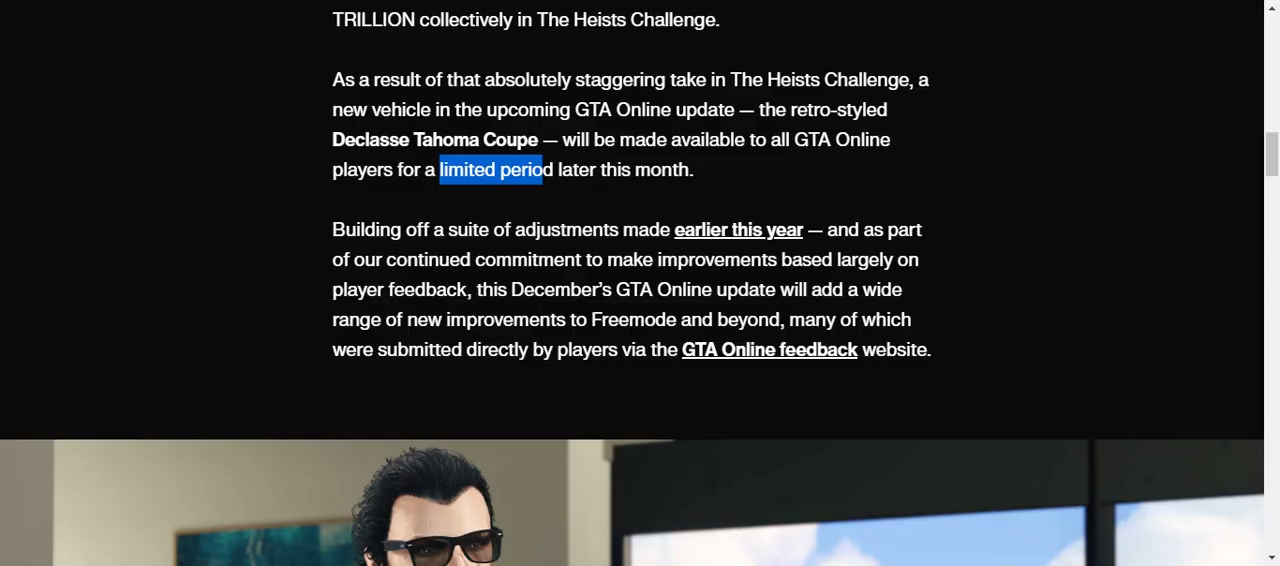 TRILLION collectively in The Heists Challenge.
As a result of that absolutely staggering take in The Heists Challenge, a
new vehicle in the upcoming GTA Online update — the retro-styled
Declasse Tahoma Coupe — will be made available to all GTA Online
players for a limited period later this month.
Building off a suite of adjustments made earlier this year — and as part
of our continued commitment to make improvements based largely on
player feedback, this December’s GTA Online update will add a wide
range of new improvements to Freemode and beyond, many of which
were submitted directly by players via the GTA Online feedback website.